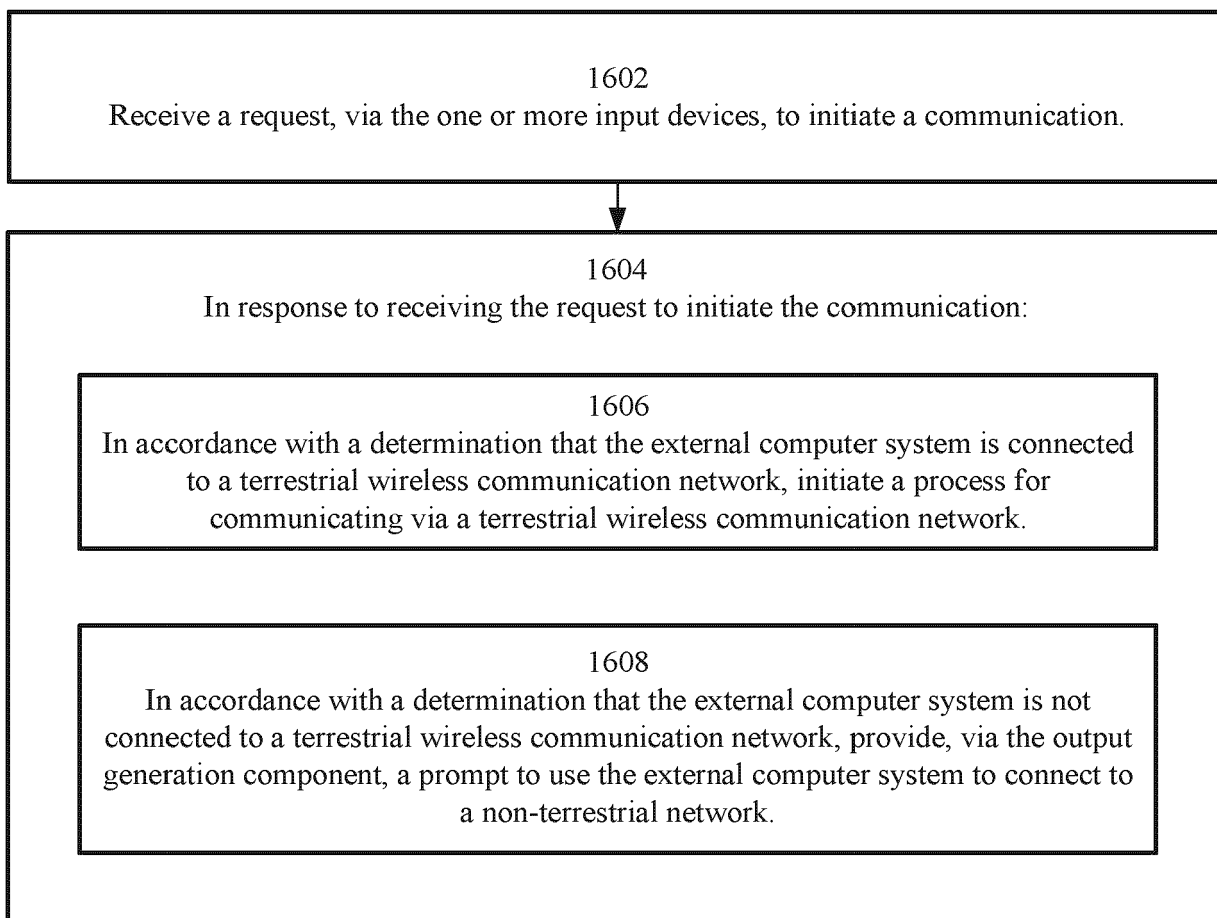 1602
Receive a request, via the one or more input devices, to initiate a communication.
1604
In response to receiving the request to initiate the communication:
1606
In accordance with a determination that the external computer system is connected
to a terrestrial wireless communication network, initiate a process for
communicating via a terrestrial wireless communication network.
1608
In accordance with a determination that the external computer system is not
connected to a terrestrial wireless communication network, provide, via the output
generation component, a prompt to use the external computer system to connect to
a non-terrestrial network.